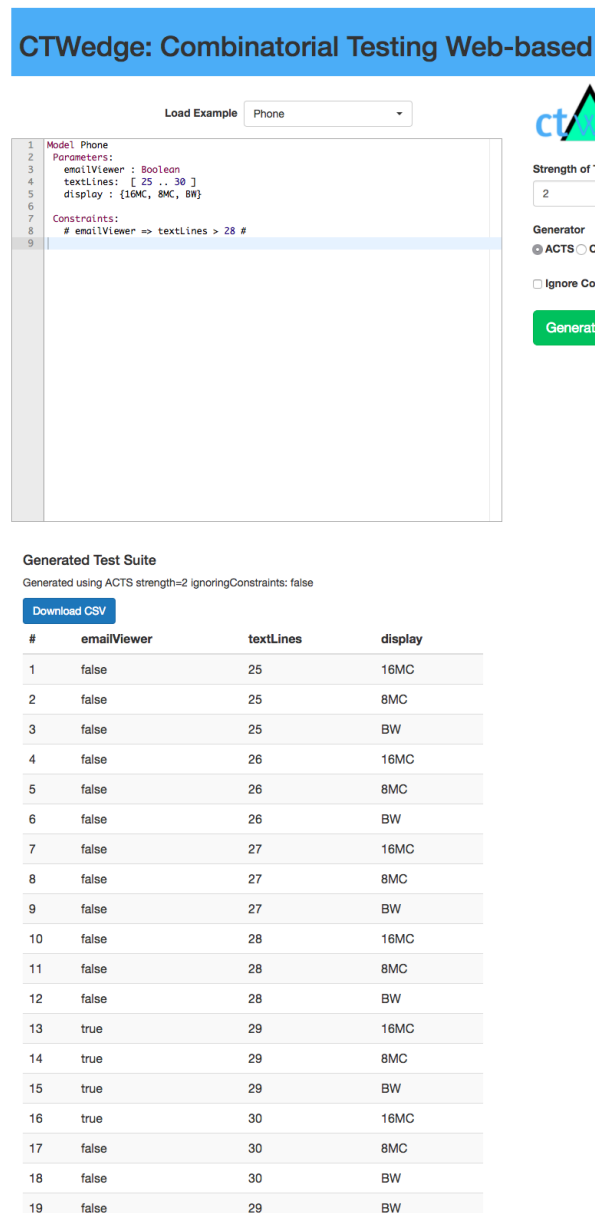 CTWedge: Combinatorial Testing Web-based
Load Example Phone
ctw
1 Model Phone
2 Parameters:
3 emailViewer : Boolean
4 textLines: [ 25 .. 30 ]
5 display : {16MC, 8MC, BW}
6
7 Constraints:
8 # emailViewer => textLines > 28 #
9
Strength of
2
Generator
ACTS
Ignore Co
Generat
Generated Test Suite
Generated using ACTS strength=2 ignoringConstraints: false
Download CSV
# emailViewer textLines display
1 false 25 16MC
2 false 25 8MC
3 false 25 BW
4 false 26 16MC
5 false 26 8MC
6 false 26 BW
7 false 27 16MC
8 false 27 8MC
9 false 27 BW
10 false 28 16MC
11 false 28 8MC
12 false 28 BW
13 true 29 16MC
14 true 29 8MC
15 true 29 BW
16 true 30 16MC
17 false 30 8MC
18 false 30 BW
19 false 29 BW